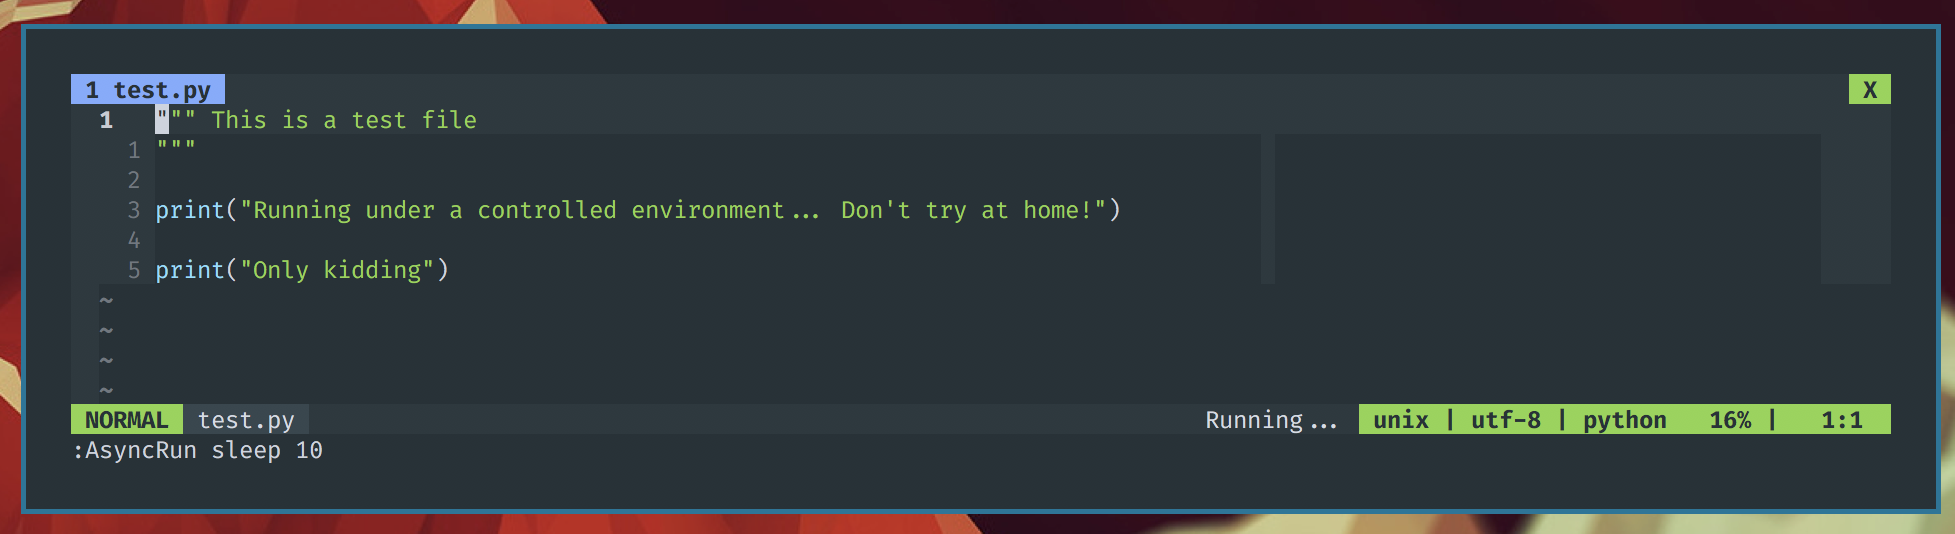 1 test.py X
1 """ This is a test file
1 """
2
3 print("Running under a controlled environment... Don't try at home!")
4
5 print("Only kidding")
~
~
~
~
NORMAL test.py Running... unix | utf-8 | python 16% | 1:1
:AsyncRun sleep 10